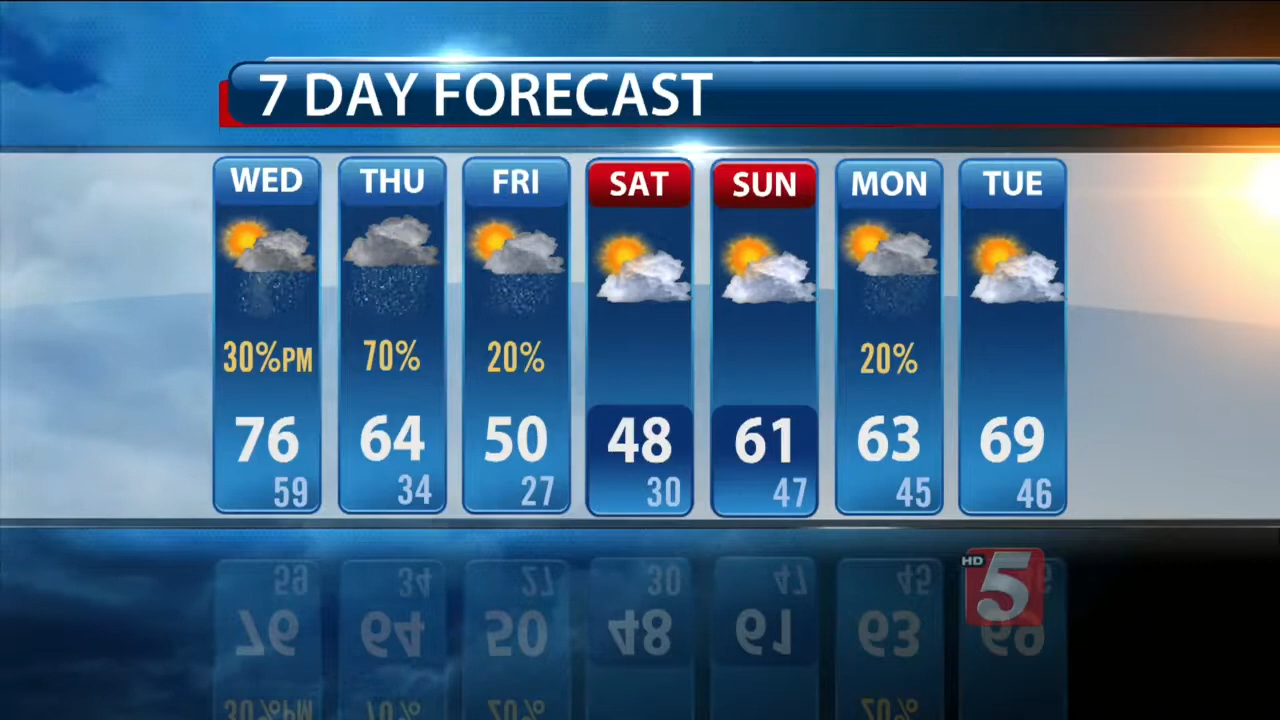 7 DAY FORECAST
WED THU FRI SAT SUN MON TUE
30%PM 70% 20% 20%
76 64 50 48 61 63 69
59 34 27 30 47 45 46
HD 5